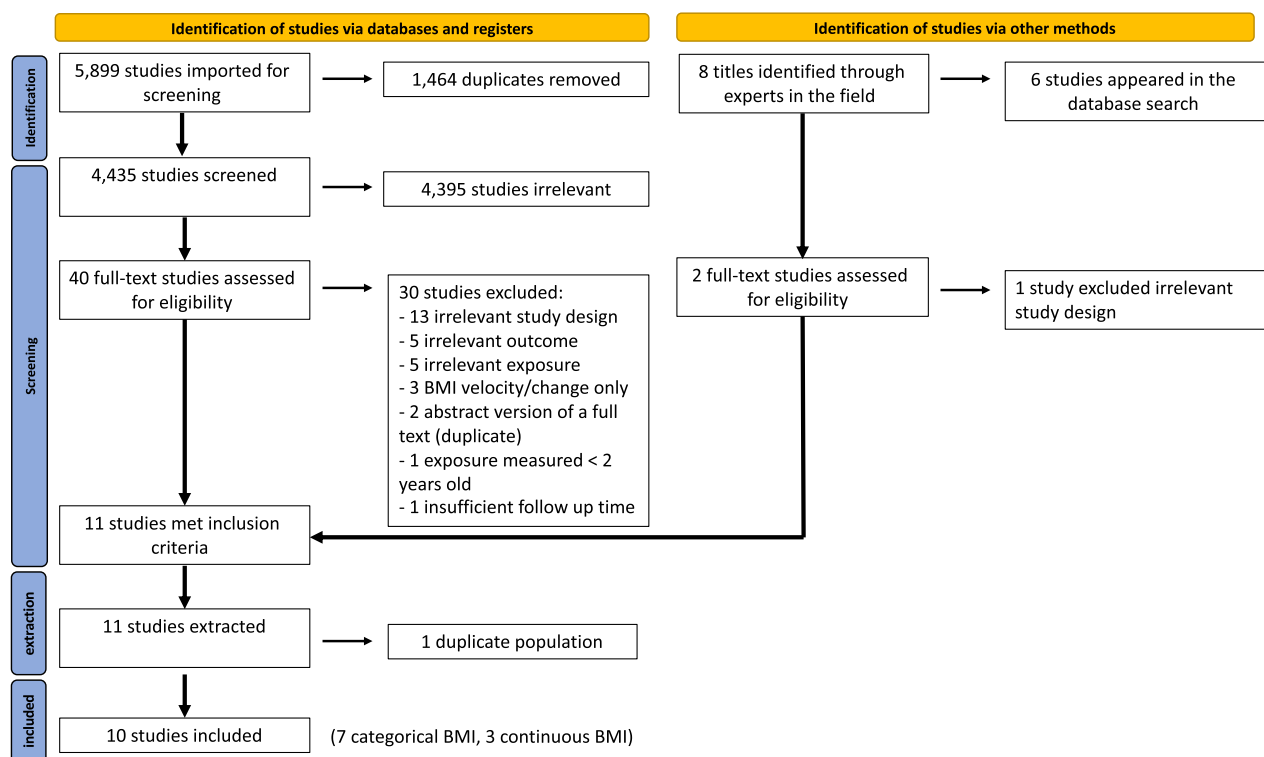 Identification of studies via databases and registers
Identification of studies via other methods
Identification
5,899 studies imported for
screening
1,464 duplicates removed
8 titles identified through
experts in the field
6 studies appeared in the
database search
Screening
4,435 studies screened
4,395 studies irrelevant
40 full-text studies assessed
for eligibility
30 studies excluded:
- 13 irrelevant study design
- 5 irrelevant outcome
- 5 irrelevant exposure
- 3 BMI velocity/change only
- 2 abstract version of a full
text (duplicate)
- 1 exposure measured < 2
years old
- 1 insufficient follow up time
2 full-text studies assessed
for eligibility
1 study excluded irrelevant
study design
11 studies met inclusion
criteria
extraction
11 studies extracted
1 duplicate population
included
10 studies included
(7 categorical BMI, 3 continuous BMI)